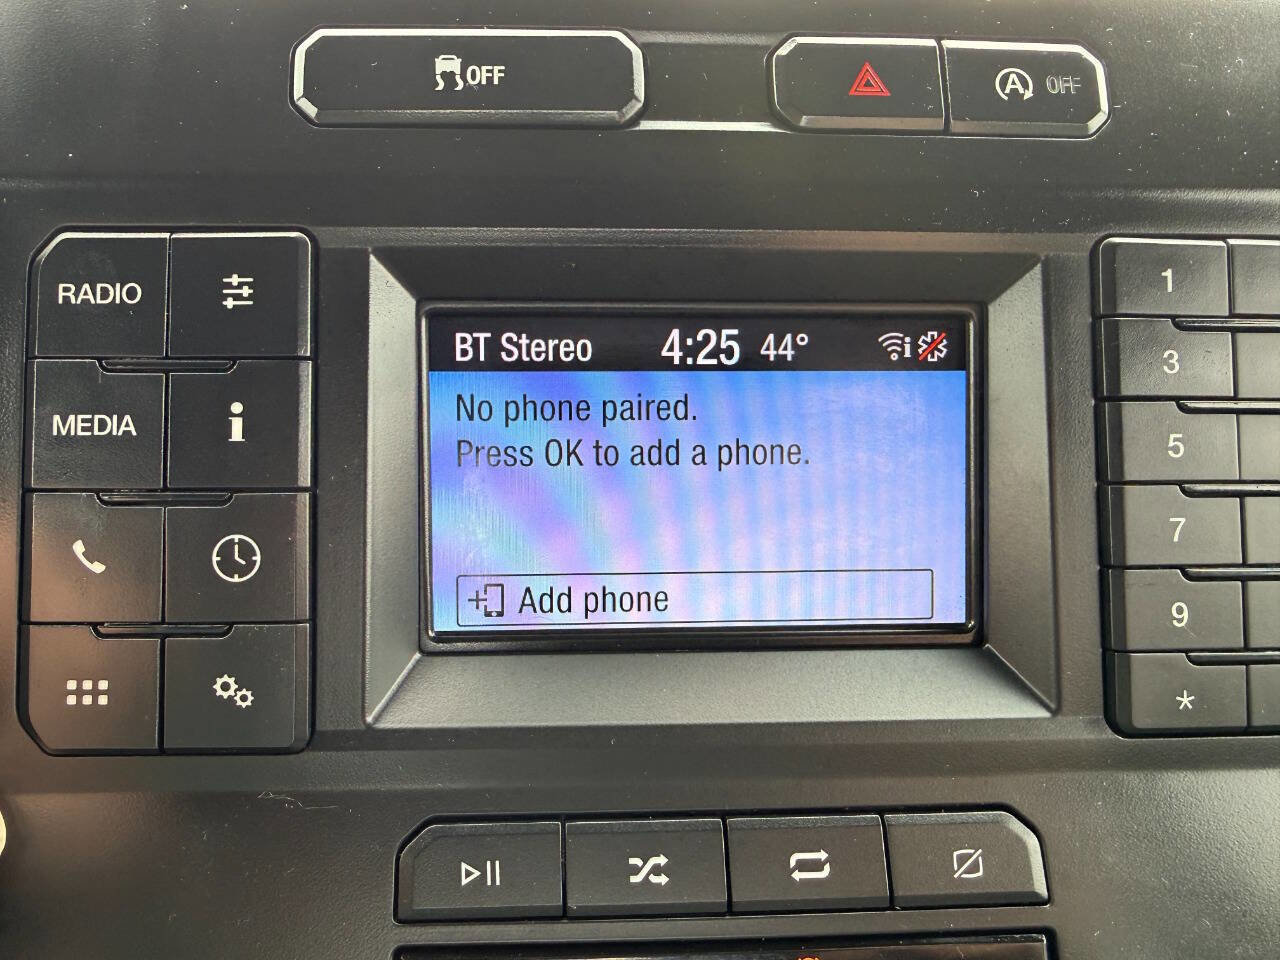 OFF
A OFF
RADIO
MEDIA
i
BT Stereo 4:25 44° i
No phone paired.
Press OK to add a phone.
Add phone
1
3
5
7
9
*